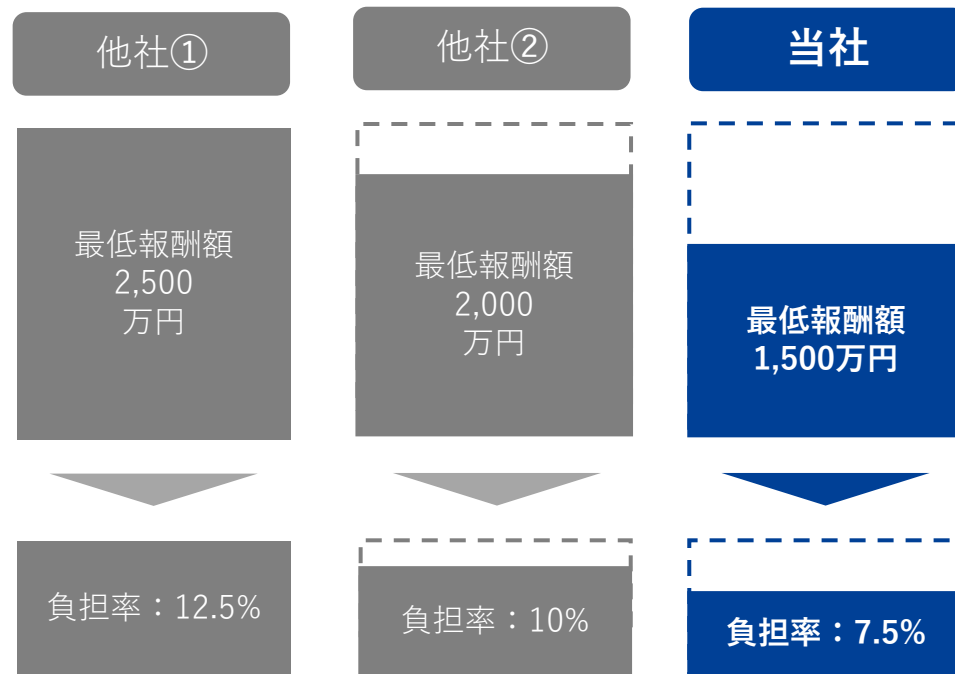 他社①
他社②
当社
最低報酬額
2,500
万円
最低報酬額
2,000
万円
最低報酬額
1,500万円
負担率：12.5%
負担率：10%
負担率：7.5%